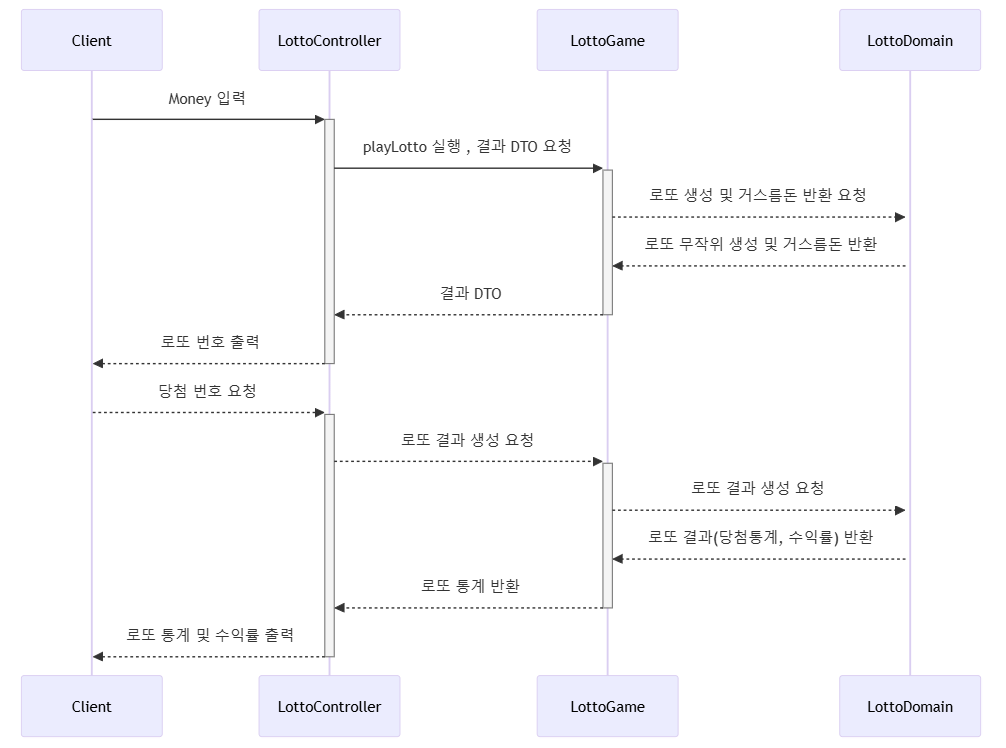 Client
LottoController
LottoGame
LottoDomain
Money 입력
playLotto 실행 , 결과 DTO 요청
로또 생성 및 거스름돈 반환 요청
로또 무작위 생성 및 거스름돈 반환
결과 DTO
로또 번호 출력
당첨 번호 요청
로또 결과 생성 요청
로또 결과 생성 요청
로또 결과(당첨통계, 수익률) 반환
로또 통계 반환
로또 통계 및 수익률 출력
Client
LottoController
LottoGame
LottoDomain